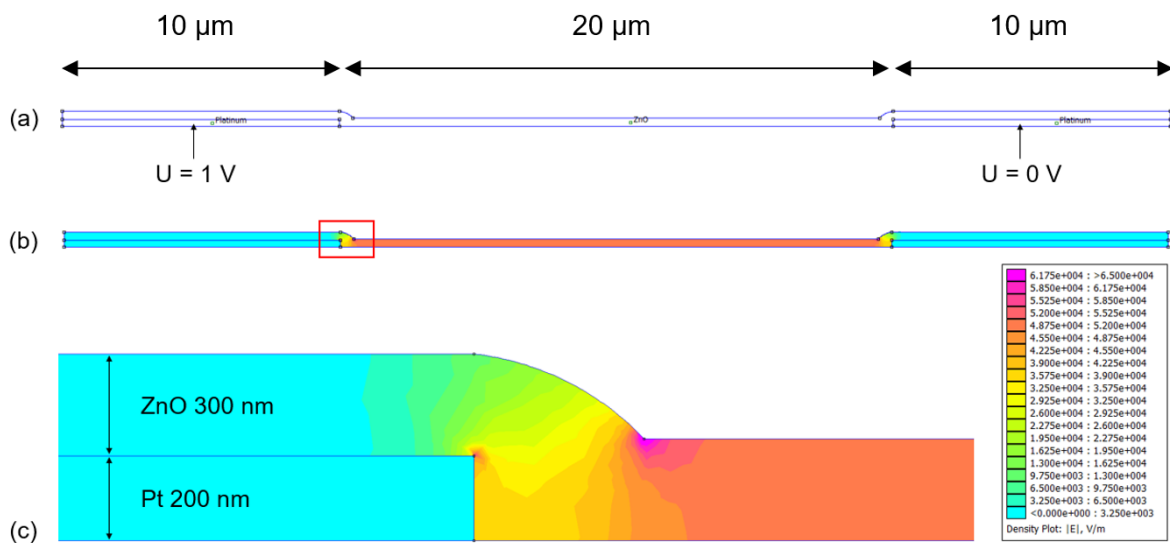 10 µm 20 µm 10 µm
(a)
Platinum ZnO Platinum
U = 1 V U = 0 V
(b)
6.175e+004 : >6.500e+004
5.850e+004 : 6.175e+004
5.525e+004 : 5.850e+004
5.200e+004 : 5.525e+004
4.875e+004 : 5.200e+004
4.550e+004 : 4.875e+004
4.225e+004 : 4.550e+004
3.900e+004 : 4.225e+004
3.575e+004 : 3.900e+004
3.250e+004 : 3.575e+004
2.925e+004 : 3.250e+004
2.600e+004 : 2.925e+004
2.275e+004 : 2.600e+004
1.950e+004 : 2.275e+004
1.625e+004 : 1.950e+004
1.300e+004 : 1.625e+004
9.750e+003 : 1.300e+004
6.500e+003 : 9.750e+003
3.250e+003 : 6.500e+003
<0.000e+000 : 3.250e+003
Density Plot: |E|, V/m
ZnO 300 nm
Pt 200 nm
(c)